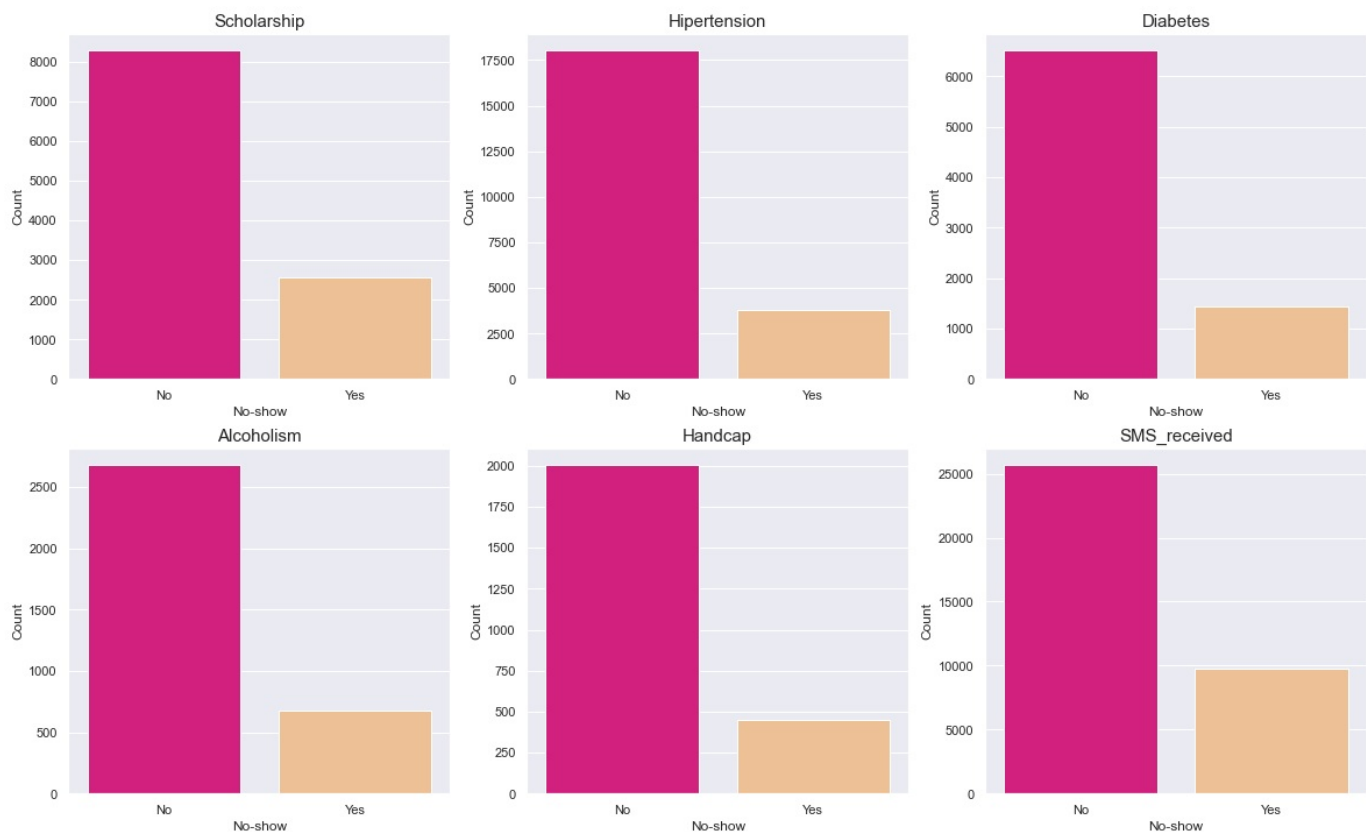 Scholarship
Count
8000
7000
6000
5000
4000
3000
2000
1000
0
No
Yes
No-show
Hipertension
Count
17500
15000
12500
10000
7500
5000
2500
0
No
Yes
No-show
Diabetes
Count
6000
5000
4000
3000
2000
1000
0
No
Yes
No-show
Alcoholism
Count
2500
2000
1500
1000
500
0
No
Yes
No-show
Handcap
Count
2000
1750
1500
1250
1000
750
500
250
0
No
Yes
No-show
SMS_received
Count
25000
20000
15000
10000
5000
0
No
Yes
No-show